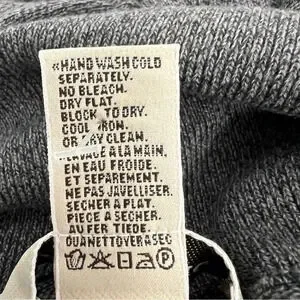 «HAND WASH COLD
SEPARATELY.
NO BLEACH.
DRY FLAT.
BLOCK TO DRY.
COOL IRON.
OR DRY CLEAN.
LAVAGE A LA MAIN.
EN EAU FROIDE.
ET SEPAREMENT.
NE PAS JAVELLISER.
SECHER A PLAT.
PIECE A SECHER.
AU FER TIEDE.
OU A NETTOYER A SEC
P